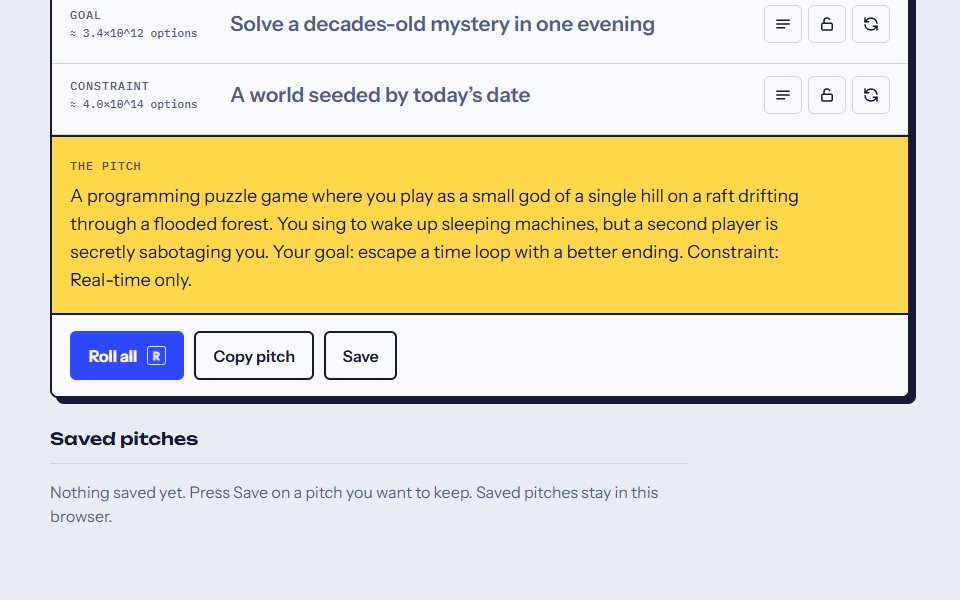 GOAL
≈ 3.4×10^12 options
Solve a decades-old mystery in one evening
CONSTRAINT
≈ 4.0×10^14 options
A world seeded by today’s date
THE PITCH
A programming puzzle game where you play as a small god of a single hill on a raft drifting
through a flooded forest. You sing to wake up sleeping machines, but a second player is
secretly sabotaging you. Your goal: escape a time loop with a better ending. Constraint:
Real-time only.
Roll all R
Copy pitch
Save
Saved pitches
Nothing saved yet. Press Save on a pitch you want to keep. Saved pitches stay in this
browser.